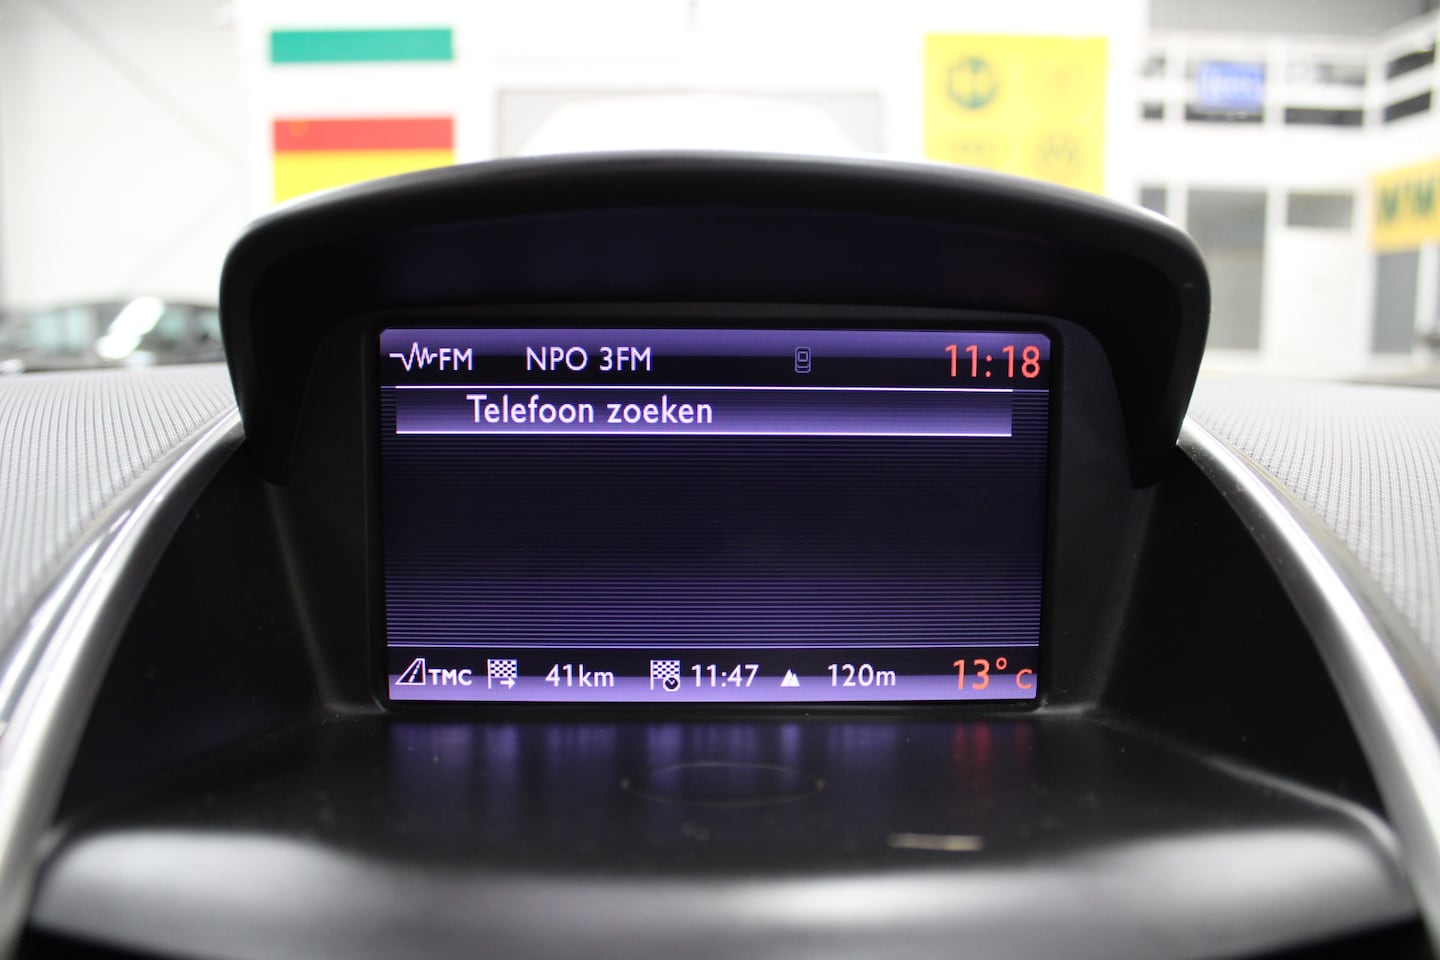 FM NPO 3FM 11:18
Telefoon zoeken
TMC 41km 11:47 120m 13° C